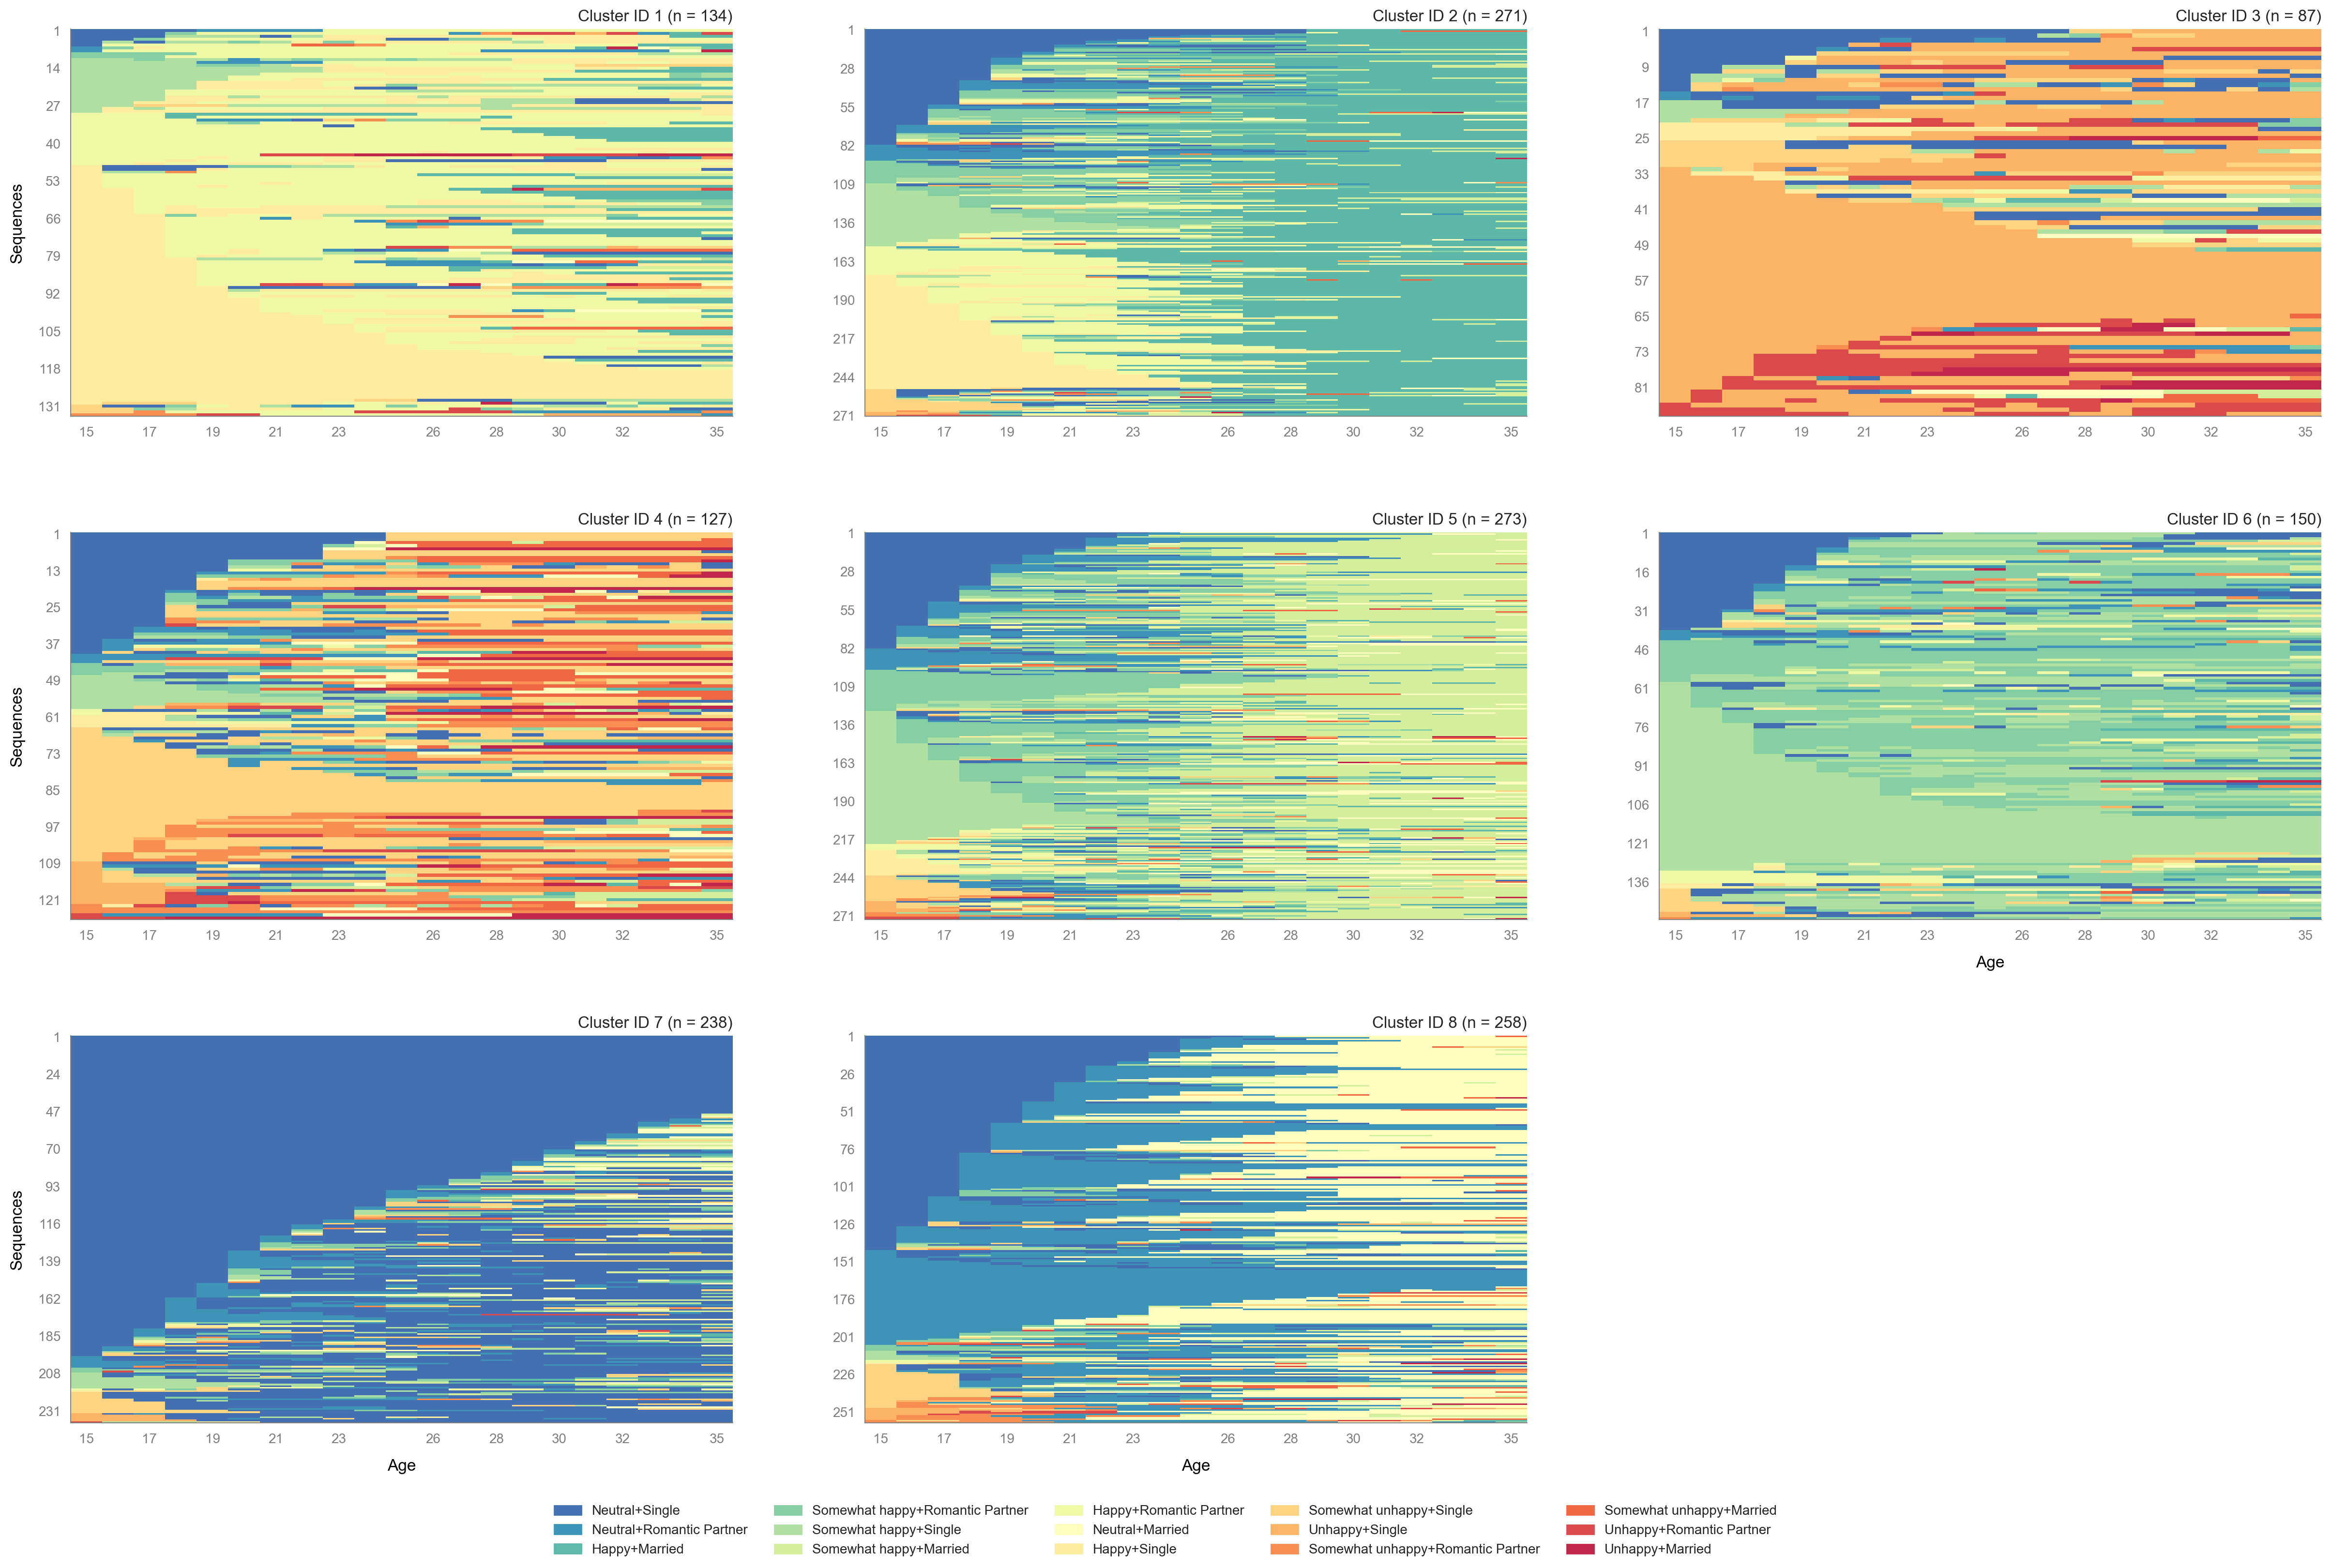 Cluster ID 1 (n = 134)
Cluster ID 2 (n = 271)
Cluster ID 3 (n = 87)
Sequences
1
14
27
40
53
66
79
92
105
118
131
15 17 19 21 23 26 28 30 32 35
1
28
55
82
109
136
163
190
217
244
271
15 17 19 21 23 26 28 30 32 35
1
9
17
25
33
41
49
57
65
73
81
15 17 19 21 23 26 28 30 32 35
Cluster ID 4 (n = 127)
Cluster ID 5 (n = 273)
Cluster ID 6 (n = 150)
Sequences
1
13
25
37
49
61
73
85
97
109
121
15 17 19 21 23 26 28 30 32 35
1
28
55
82
109
136
163
190
217
244
271
15 17 19 21 23 26 28 30 32 35
1
16
31
46
61
76
91
106
121
136
15 17 19 21 23 26 28 30 32 35
Age
Cluster ID 7 (n = 238)
Cluster ID 8 (n = 258)
Sequences
1
24
47
70
93
116
139
162
185
208
231
15 17 19 21 23 26 28 30 32 35
Age
1
26
51
76
101
126
151
176
201
226
251
15 17 19 21 23 26 28 30 32 35
Age
Neutral+Single
Neutral+Romantic Partner
Happy+Married
Somewhat happy+Romantic Partner
Somewhat happy+Single
Somewhat happy+Married
Happy+Romantic Partner
Neutral+Married
Happy+Single
Somewhat unhappy+Single
Unhappy+Single
Somewhat unhappy+Romantic Partner
Somewhat unhappy+Married
Unhappy+Romantic Partner
Unhappy+Married